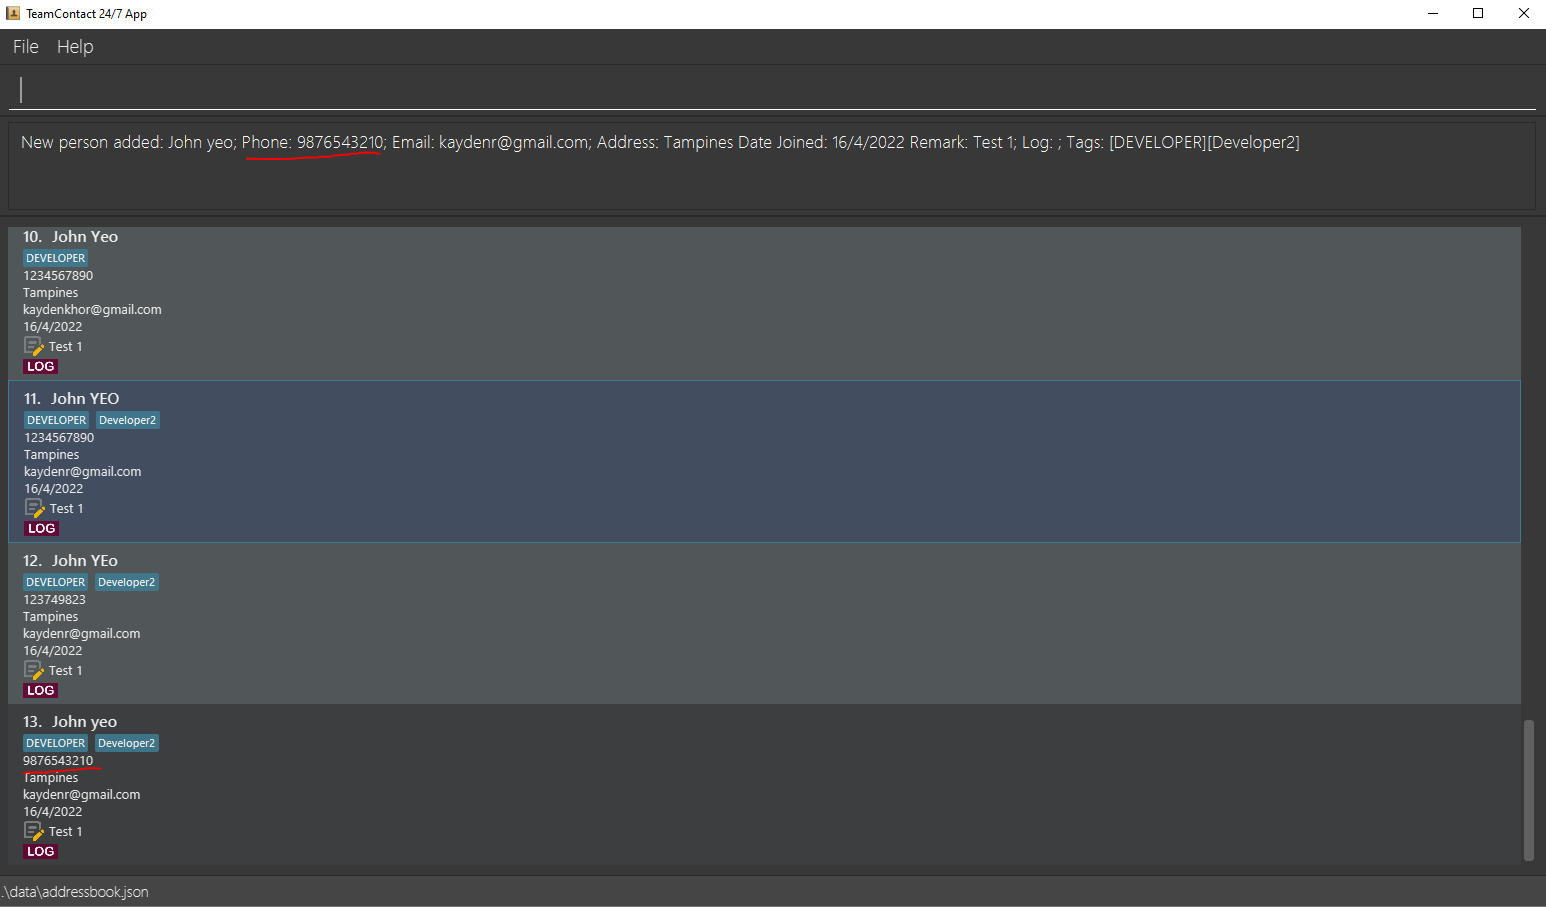 TeamContact 24/7 App
File Help
New person added: John yeo; Phone: 9876543210; Email: kaydenr@gmail.com; Address: Tampines Date Joined: 16/4/2022 Remark: Test 1; Log: ; Tags: [DEVELOPER][Developer2]
10. John Yeo
DEVELOPER
1234567890
Tampines
kaydenkhor@gmail.com
16/4/2022
Test 1
LOG
11. John YEO
DEVELOPER Developer2
1234567890
Tampines
kaydenr@gmail.com
16/4/2022
Test 1
LOG
12. John YEo
DEVELOPER Developer2
123749823
Tampines
kaydenr@gmail.com
16/4/2022
Test 1
LOG
13. John yeo
DEVELOPER Developer2
9876543210
Tampines
kaydenr@gmail.com
16/4/2022
Test 1
LOG
.\data\addressbook.json